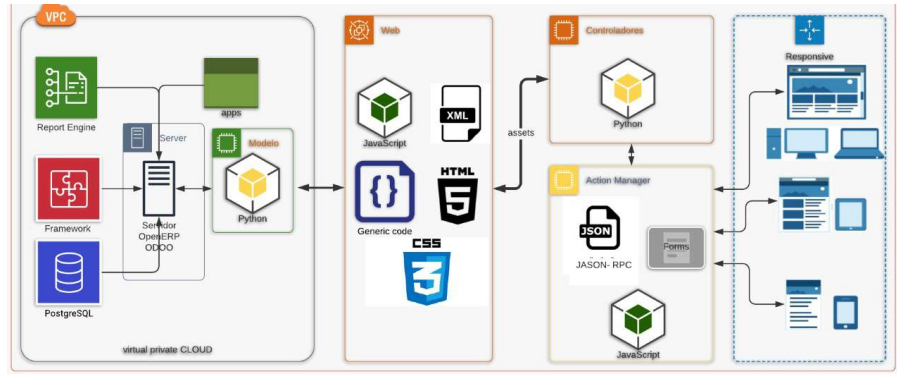 VPC
Report Engine
apps
Server
Modelo
Python
Framework
Servidor
OpenERP
ODOO
PostgreSQL
virtual private CLOUD
Web
JavaScript
XML
{}
Generic code
HTML
5
CSS
3
assets
Controladores
Python
Action Manager
JSON
JASON- RPC
Forms
JavaScript
Responsive